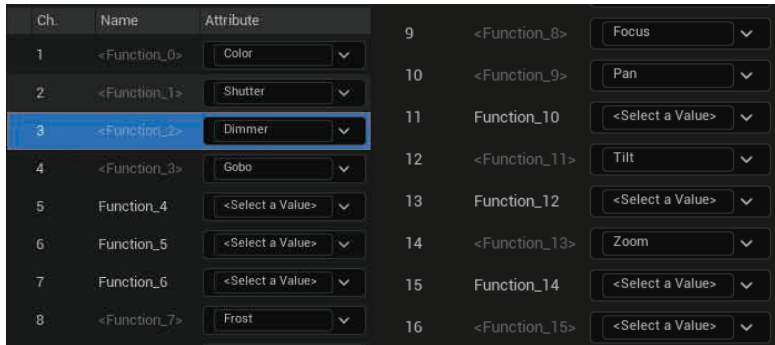 Ch. Name Attribute
1 <Function_0> Color
2 <Function_1> Shutter
3 <Function_2> Dimmer
4 <Function_3> Gobo
5 Function_4 <Select a Value>
6 Function_5 <Select a Value>
7 Function_6 <Select a Value>
8 <Function_7> Frost
9 <Function_8> Focus
10 <Function_9> Pan
11 Function_10 <Select a Value>
12 <Function_11> Tilt
13 Function_12 <Select a Value>
14 <Function_13> Zoom
15 Function_14 <Select a Value>
16 <Function_15> <Select a Value>